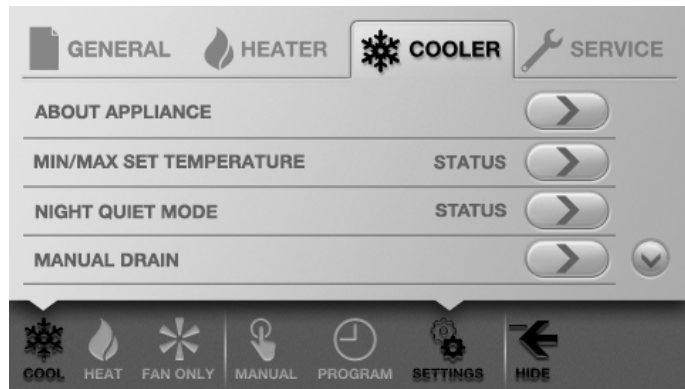 GENERAL HEATER COOLER SERVICE
ABOUT APPLIANCE
MIN/MAX SET TEMPERATURE STATUS
NIGHT QUIET MODE STATUS
MANUAL DRAIN
COOL HEAT FAN ONLY MANUAL PROGRAM SETTINGS HIDE